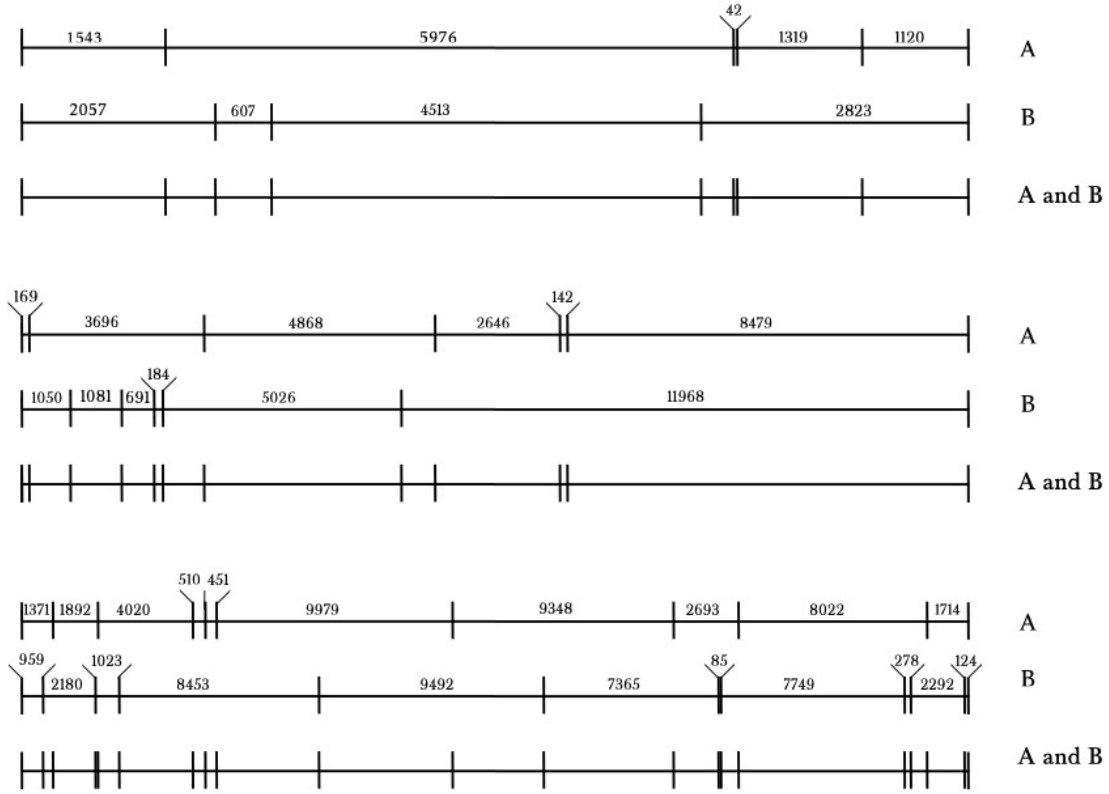 42
1543 5976 1319 1120 A
2057 607 4513 2823 B
A and B
169 142
3696 4868 2646 8479 A
184
1050 1081 691 5026 11968 B
A and B
510 451
1371 1892 4020 9979 9348 2693 8022 1714 A
959 1023 85 278 124
2180 8453 9492 7365 7749 2292 B
A and B